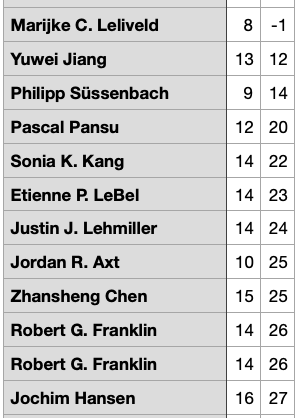 Marijke C. Leliveld 8 -1
Yuwei Jiang 13 12
Philipp Süssenbach 9 14
Pascal Pansu 12 20
Sonia K. Kang 14 22
Etienne P. LeBel 14 23
Justin J. Lehmiller 14 24
Jordan R. Axt 10 25
Zhansheng Chen 15 25
Robert G. Franklin 14 26
Robert G. Franklin 14 26
Jochim Hansen 16 27